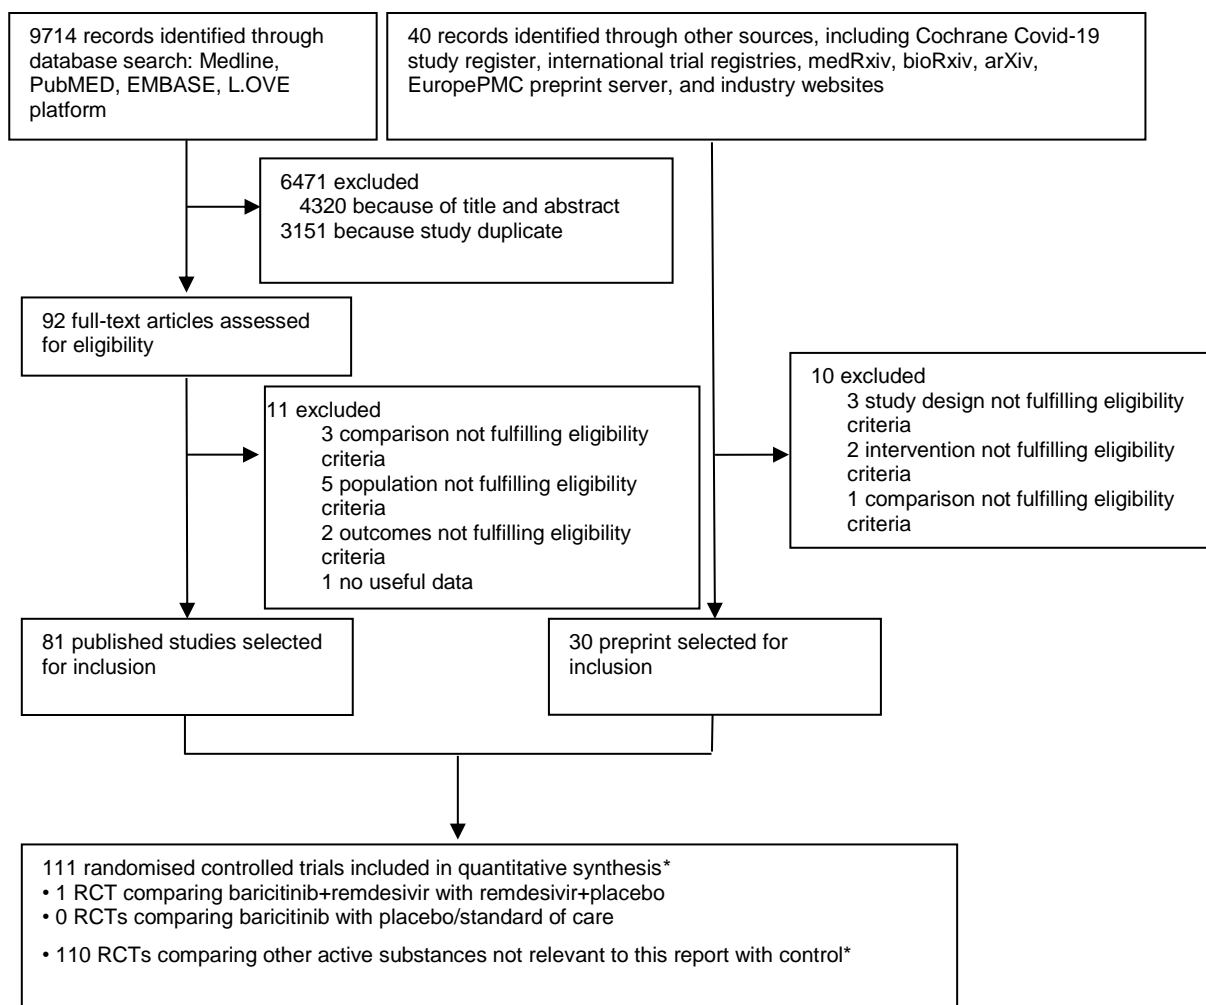 9714 records identified through
database search: Medline,
PubMED, EMBASE, L.OVE
platform
40 records identified through other sources, including Cochrane Covid-19
study register, international trial registries, medRxiv, bioRxiv, arXiv,
EuropePMC preprint server, and industry websites
6471 excluded
4320 because of title and abstract
3151 because study duplicate
92 full-text articles assessed
for eligibility
11 excluded
3 comparison not fulfilling eligibility
criteria
5 population not fulfilling eligibility
criteria
2 outcomes not fulfilling eligibility
criteria
1 no useful data
10 excluded
3 study design not fulfilling eligibility
criteria
2 intervention not fulfilling eligibility
criteria
1 comparison not fulfilling eligibility
criteria
81 published studies selected
for inclusion
30 preprint selected for
inclusion
111 randomised controlled trials included in quantitative synthesis*
• 1 RCT comparing baricitinib+remdesivir with remdesivir+placebo
• 0 RCTs comparing baricitinib with placebo/standard of care
• 110 RCTs comparing other active substances not relevant to this report with control*